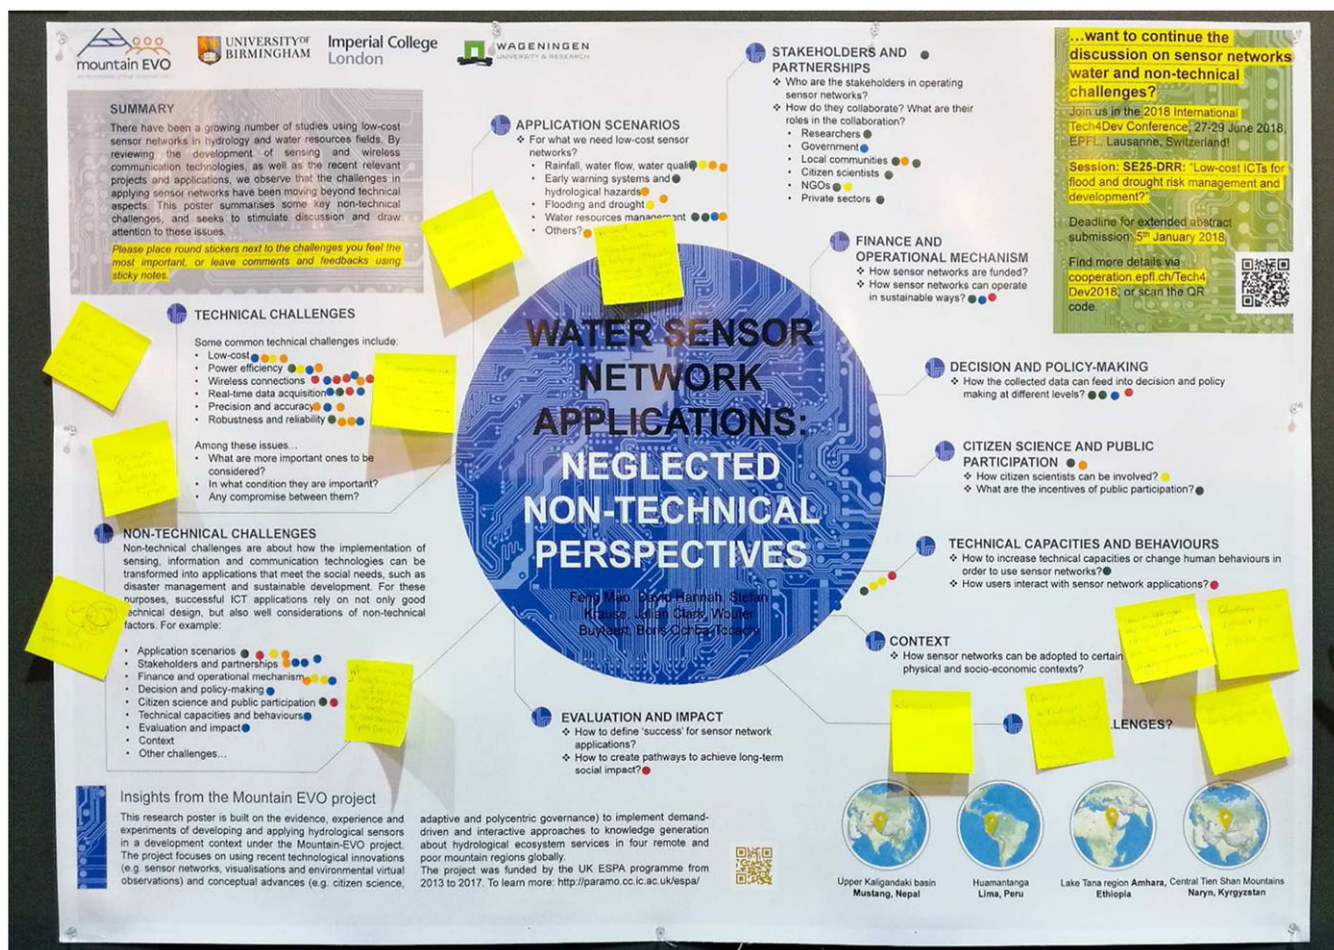 mountain EVO
UNIVERSITY OF
BIRMINGHAM
Imperial College
London
WAGENINGEN
UNIVERSITY & RESEARCH
SUMMARY
There have been a growing number of studies using low-cost
sensor networks in hydrology and water resources fields. By
reviewing the development of sensing and wireless
communication technologies, as well as the recent relevant
projects and applications, we observe that the challenges in
applying sensor networks have been moving beyond technical
aspects. This poster summarises some key non-technical
challenges, and seeks to stimulate discussion and draw
attention to these issues.
Please place round stickers next to the challenges you feel the
most important, or leave comments and feedbacks using
sticky notes.
APPLICATION SCENARIOS
For what we need low-cost sensor
networks?
Rainfall, water flow, water quality
Early warning systems and
hydrological hazards
Flooding and drought
Water resources management
Others?
STAKEHOLDERS AND
PARTNERSHIPS
Who are the stakeholders in operating
sensor networks?
How do they collaborate? What are their
roles in the collaboration?
Researchers
Government
Local communities
Citizen scientists
NGOs
Private sectors
...want to continue the
discussion on sensor networks
water and non-technical
challenges?
Join us in the 2018 International
Tech4Dev Conference, 27-29 June 2018,
EPFL, Lausanne, Switzerland!
Session: SE25-DRR: "Low-cost ICTs for
flood and drought risk management and
development?"
Deadline for extended abstract
submission: 5th January 2018
Find more details via
cooperation.epfl.ch/Tech4
Dev2018, or scan the QR
code.
FINANCE AND
OPERATIONAL MECHANISM
How sensor networks are funded?
How sensor networks can operate
in sustainable ways?
TECHNICAL CHALLENGES
Some common technical challenges include:
Low-cost
Power efficiency
Wireless connections
Real-time data acquisition
Precision and accuracy
Robustness and reliability
Among these issues…
What are more important ones to be
considered?
In what condition they are important?
Any compromise between them?
WATER SENSOR
NETWORK
APPLICATIONS:
NEGLECTED
NON-TECHNICAL
PERSPECTIVES
Feng Mao, David Hannah, Stefan
Krause, Julian Clark, Wouter
Buytaert, Boris Ochoa-Tocachi
DECISION AND POLICY-MAKING
How the collected data can feed into decision and policy
making at different levels?
CITIZEN SCIENCE AND PUBLIC
PARTICIPATION
How citizen scientists can be involved?
What are the incentives of public participation?
TECHNICAL CAPACITIES AND BEHAVIOURS
How to increase technical capacities or change human behaviours in
order to use sensor networks?
How users interact with sensor network applications?
CONTEXT
How sensor networks can be adopted to certain
physical and socio-economic contexts?
LENGES?
NON-TECHNICAL CHALLENGES
Non-technical challenges are about how the implementation of
sensing, information and communication technologies can be
transformed into applications that meet the social needs, such as
disaster management and sustainable development. For these
purposes, successful ICT applications rely on not only good
technical design, but also well considerations of non-technical
factors. For example:
Application scenarios
Stakeholders and partnerships
Finance and operational mechanism
Decision and policy-making
Citizen science and public participation
Technical capacities and behaviours
Evaluation and impact
Context
Other challenges…
EVALUATION AND IMPACT
How to define 'success' for sensor network
applications?
How to create pathways to achieve long-term
social impact?
Insights from the Mountain EVO project
This research poster is built on the evidence, experience and
experiments of developing and applying hydrological sensors
in a development context under the Mountain-EVO project.
The project focuses on using recent technological innovations
(e.g. sensor networks, visualisations and environmental virtual
observations) and conceptual advances (e.g. citizen science,
adaptive and polycentric governance) to implement demand-
driven and interactive approaches to knowledge generation
about hydrological ecosystem services in four remote and
poor mountain regions globally.
The project was funded by the UK ESPA programme from
2013 to 2017. To learn more: http://paramo.cc.ic.ac.uk/espa/
Upper Kaligandaki basin
Mustang, Nepal
Huamantanga
Lima, Peru
Lake Tana region Amhara,
Ethiopia
Central Tien Shan Mountains
Naryn, Kyrgyzstan